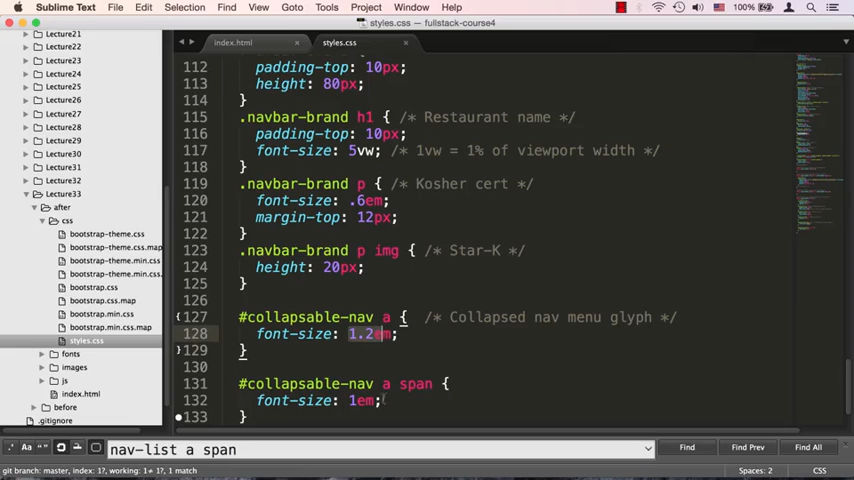 Sublime Text File Edit Selection Find View Goto Tools Project Window Help 100%
styles.css — fullstack-course4
Lecture21
Lecture22
Lecture23
Lecture24
Lecture25
Lecture26
Lecture27
Lecture28
Lecture29
Lecture30
Lecture31
Lecture32
Lecture33
after
css
bootstrap-theme.css
bootstrap-theme.css.map
bootstrap-theme.min.css
bootstrap-theme.min.css.
bootstrap.css
bootstrap.css.map
bootstrap.min.css
bootstrap.min.css.map
styles.css
fonts
images
js
index.html
before
.gitignore
index.html × styles.css ×
112 padding-top: 10px;
113 height: 80px;
114 }
115 .navbar-brand h1 { /* Restaurant name */
116 padding-top: 10px;
117 font-size: 5vw; /* 1vw = 1% of viewport width */
118 }
119 .navbar-brand p { /* Kosher cert */
120 font-size: .6em;
121 margin-top: 12px;
122 }
123 .navbar-brand p img { /* Star-K */
124 height: 20px;
125 }
126
127 #collapsable-nav a { /* Collapsed nav menu glyph */
128 font-size: 1.2em;
129 }
130
131 #collapsable-nav a span {
132 font-size: 1em;
133 }
.* Aa “” nav-list a span Find Find Prev Find All
git branch: master, index: 1?, working: 1≠ 1?, 1 match Spaces: 2 CSS